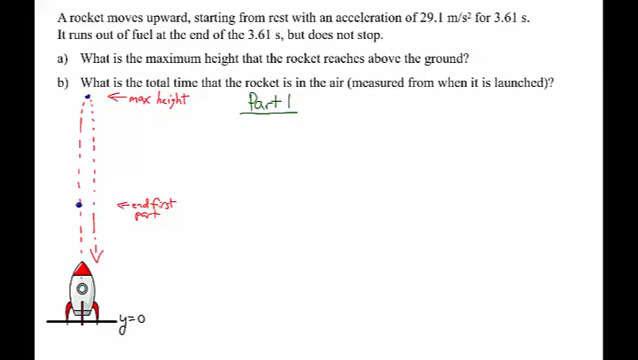 A rocket moves upward, starting from rest with an acceleration of 29.1 m/s² for 3.61 s.
It runs out of fuel at the end of the 3.61 s, but does not stop.
a) What is the maximum height that the rocket reaches above the ground?
b) What is the total time that the rocket is in the air (measured from when it is launched)?
← max height
Part 1
← end first
part
y=0